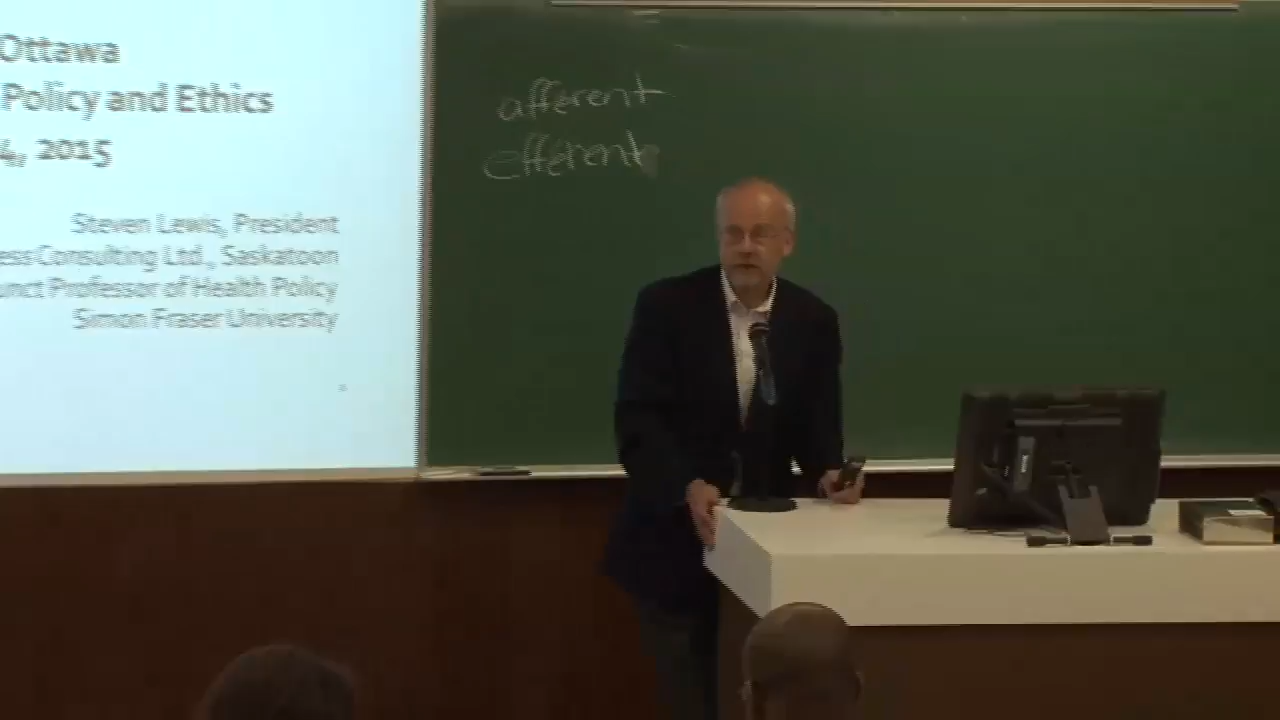 Ottawa
Policy and Ethics
4, 2015
Steven Lewis, President
Consulting Ltd., Saskatoon
Professor of Health Policy
Simon Fraser University
afferent
efferent